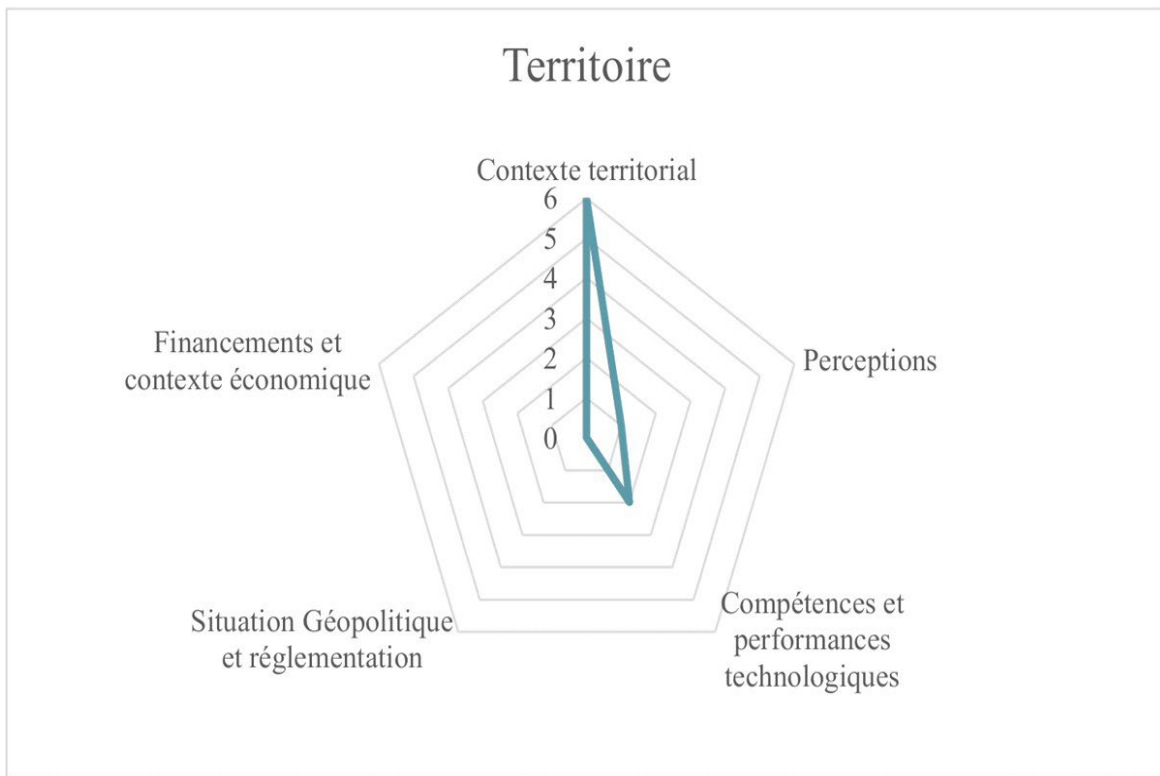 Territoire
Contexte territorial
6
5
4
3
2
1
0
Perceptions
Compétences et
performances
technologiques
Situation Géopolitique
et réglementation
Financements et
contexte économique